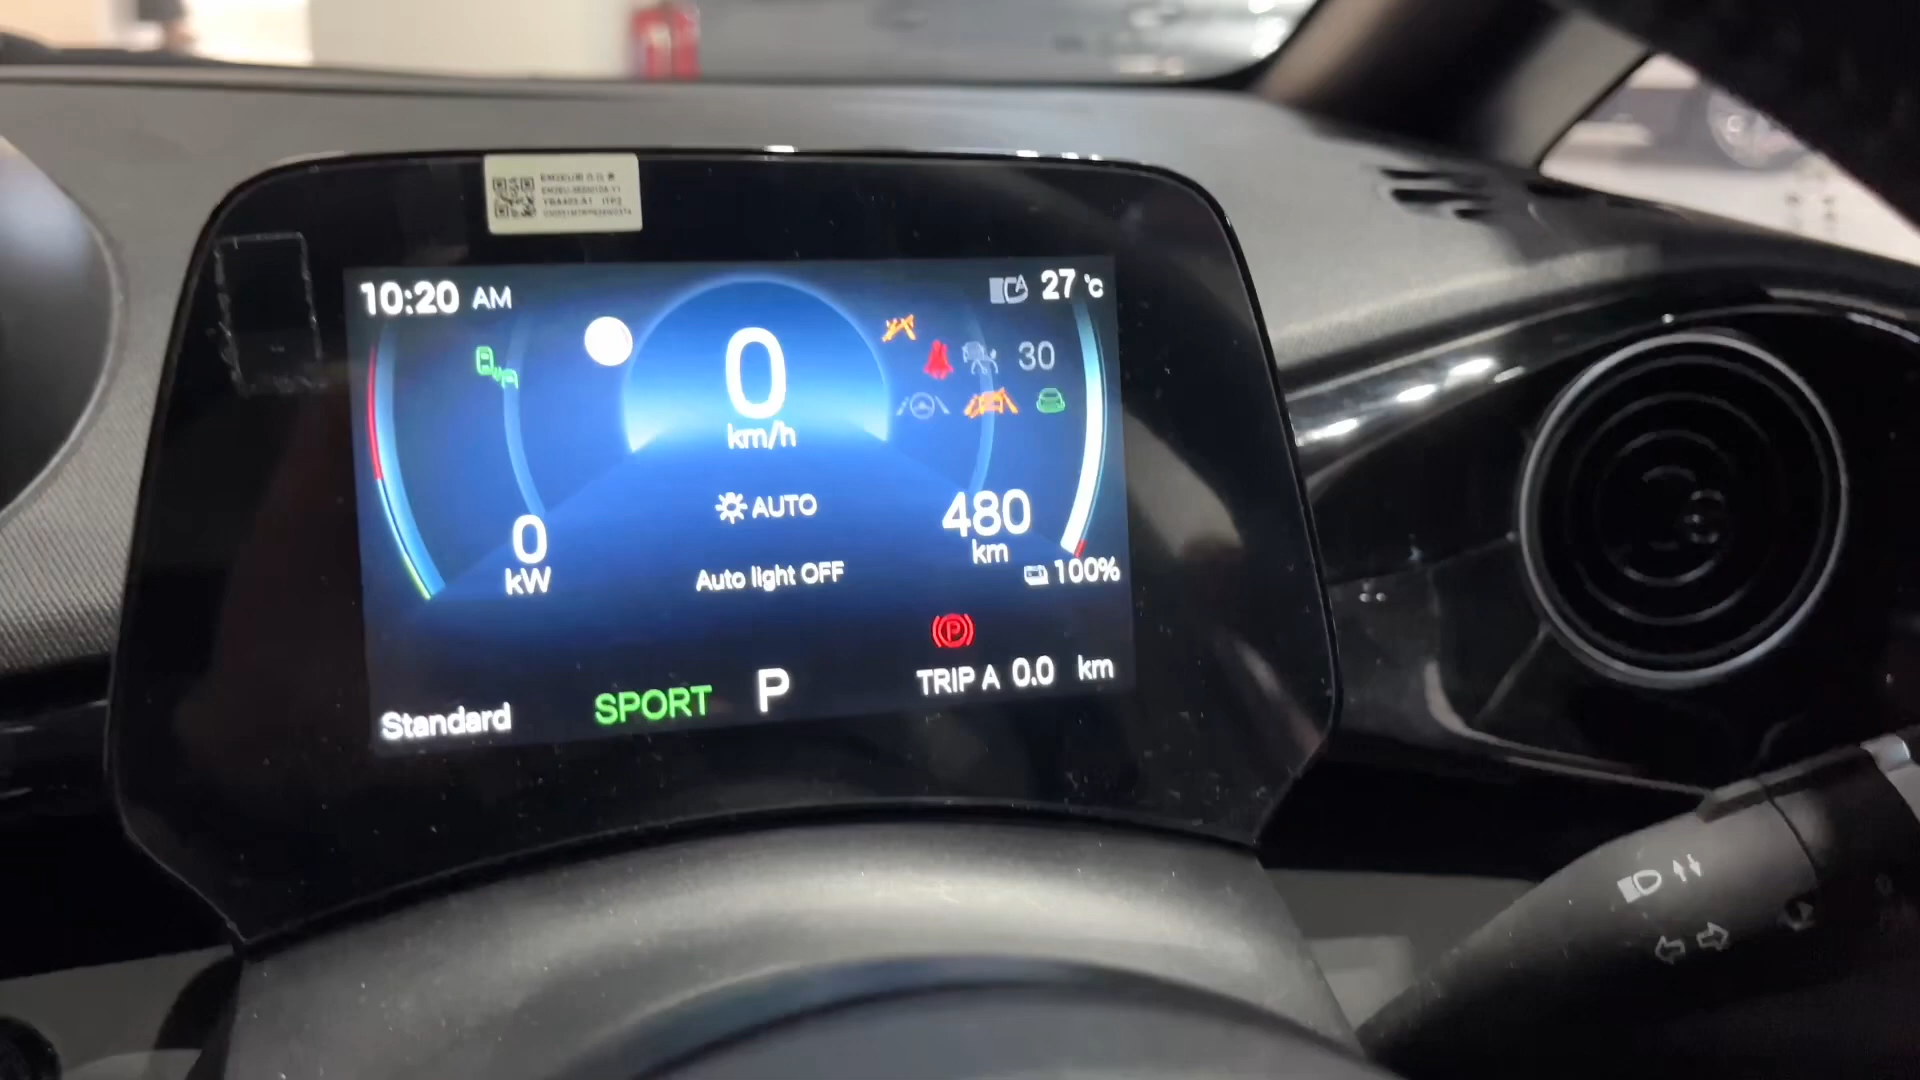 10:20 AM
27 °C
0
km/h
30
AUTO
480
km
0
kW
Auto light OFF
100%
P
TRIP A 0.0 km
Standard
SPORT
P